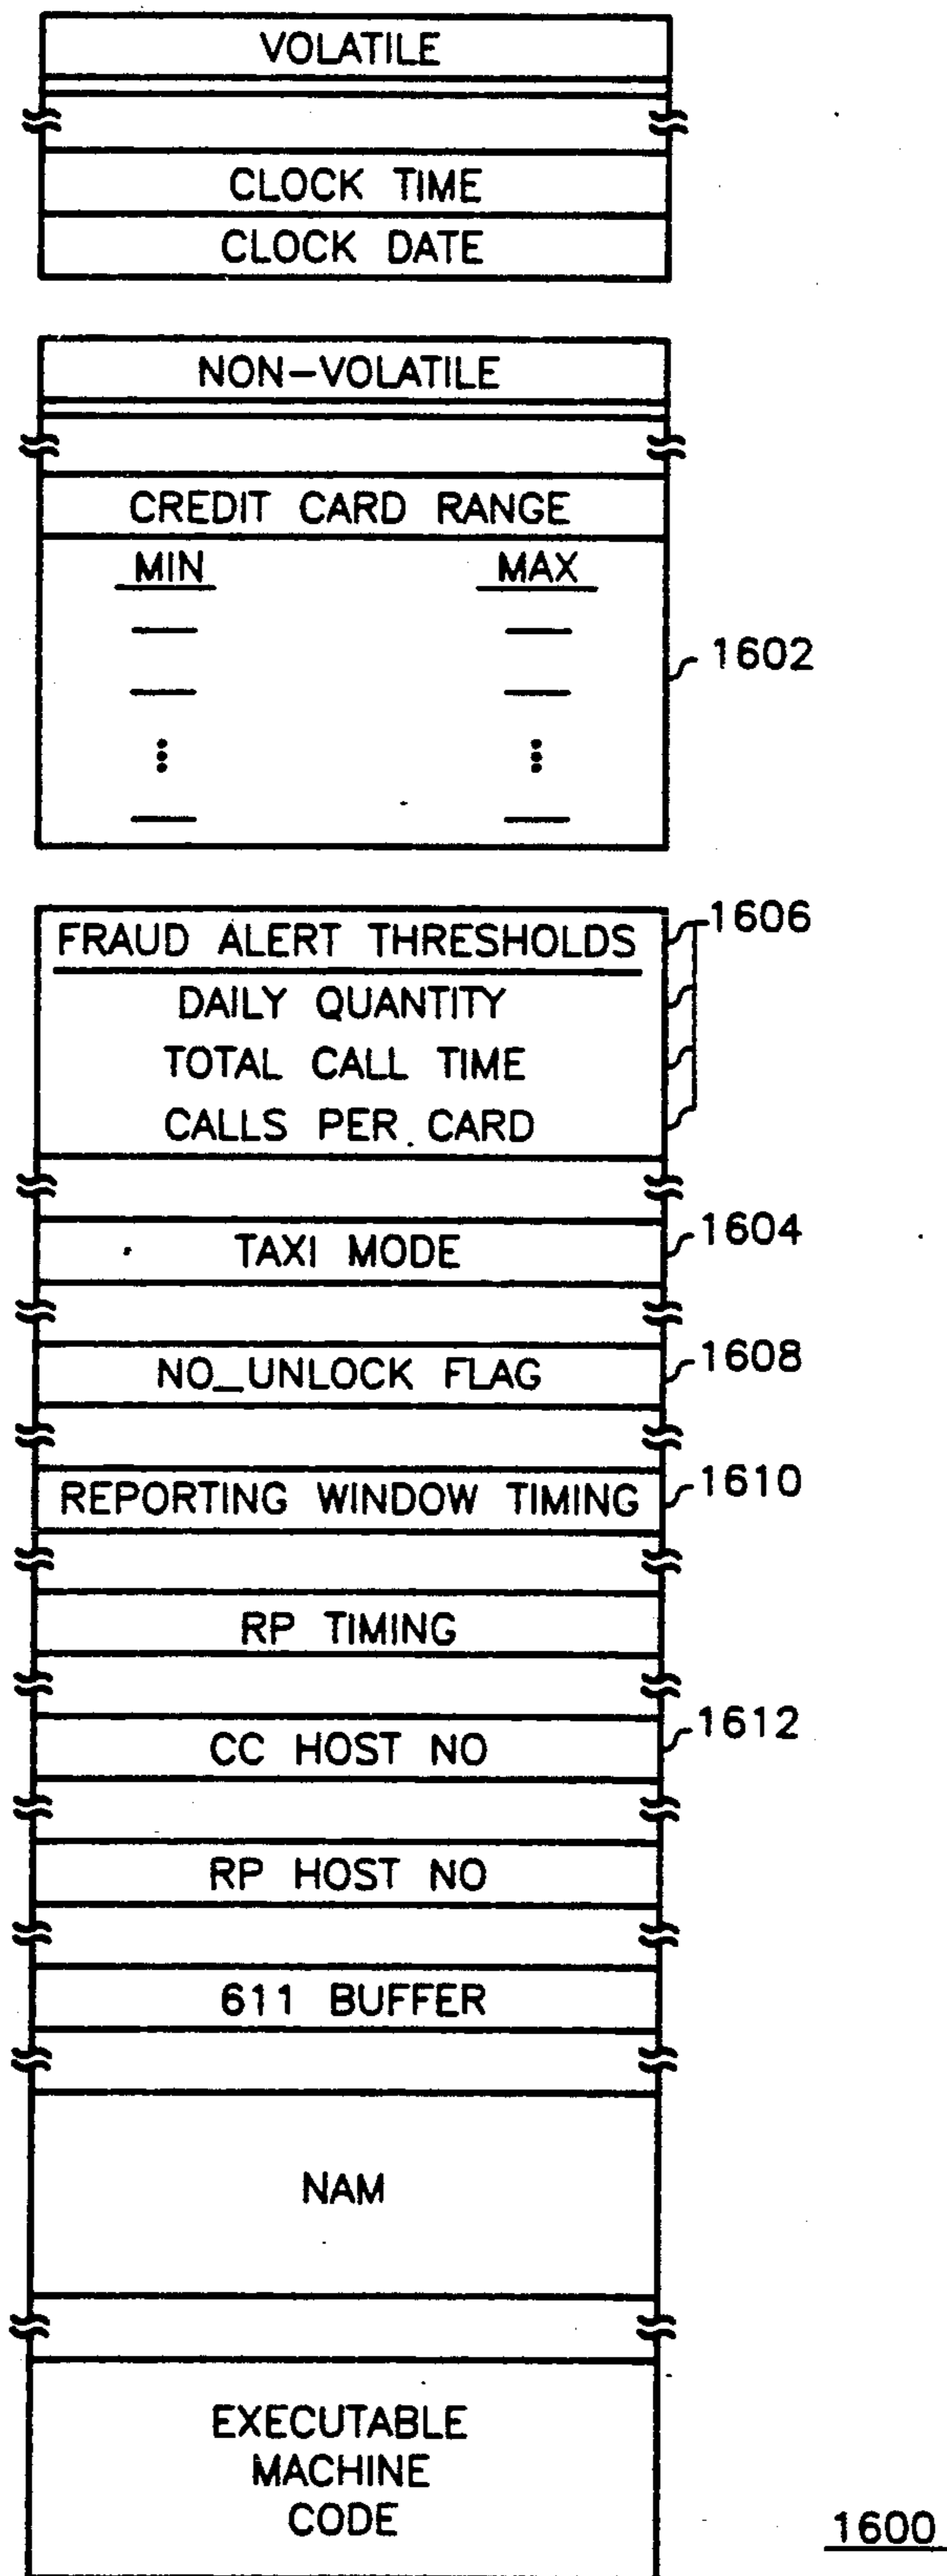 VOLATILE
CLOCK TIME
CLOCK DATE
NON-VOLATILE
CREDIT CARD RANGE
MIN MAX
1602
FRAUD ALERT THRESHOLDS 1606
DAILY QUANTITY
TOTAL CALL TIME
CALLS PER CARD
TAXI MODE 1604
NO_UNLOCK FLAG 1608
REPORTING WINDOW TIMING 1610
RP TIMING
CC HOST NO 1612
RP HOST NO
611 BUFFER
NAM
EXECUTABLE
MACHINE
CODE
1600